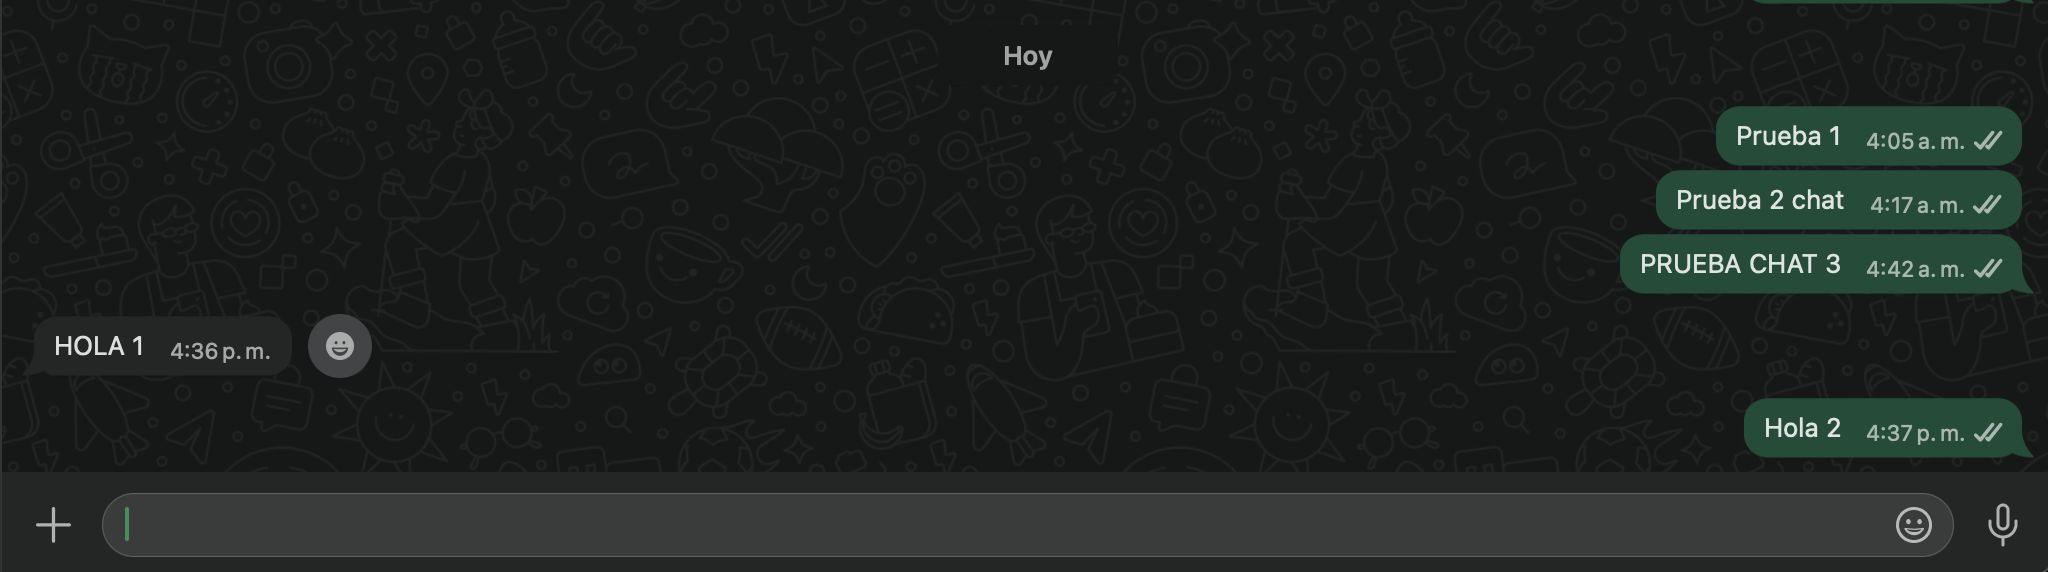 Hoy
Prueba 1 4:05 a. m.
Prueba 2 chat 4:17 a. m.
PRUEBA CHAT 3 4:42 a. m.
HOLA 1 4:36 p. m.
Hola 2 4:37 p. m.